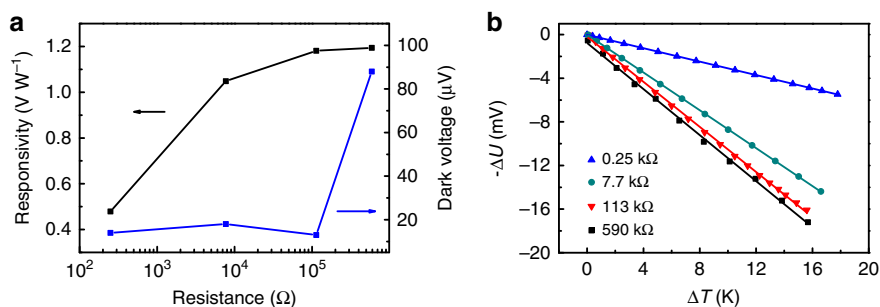 a
Responsivity (V W⁻¹)
1.2
1.0
0.8
0.6
0.4
100
80
60
40
20
0
Dark voltage (μV)
10² 10³ 10⁴ 10⁵
Resistance (Ω)
b
-ΔU (mV)
0
−4
−8
−12
−16
−20
0.25 kΩ
7.7 kΩ
113 kΩ
590 kΩ
0 4 8 12 16 20
ΔT (K)